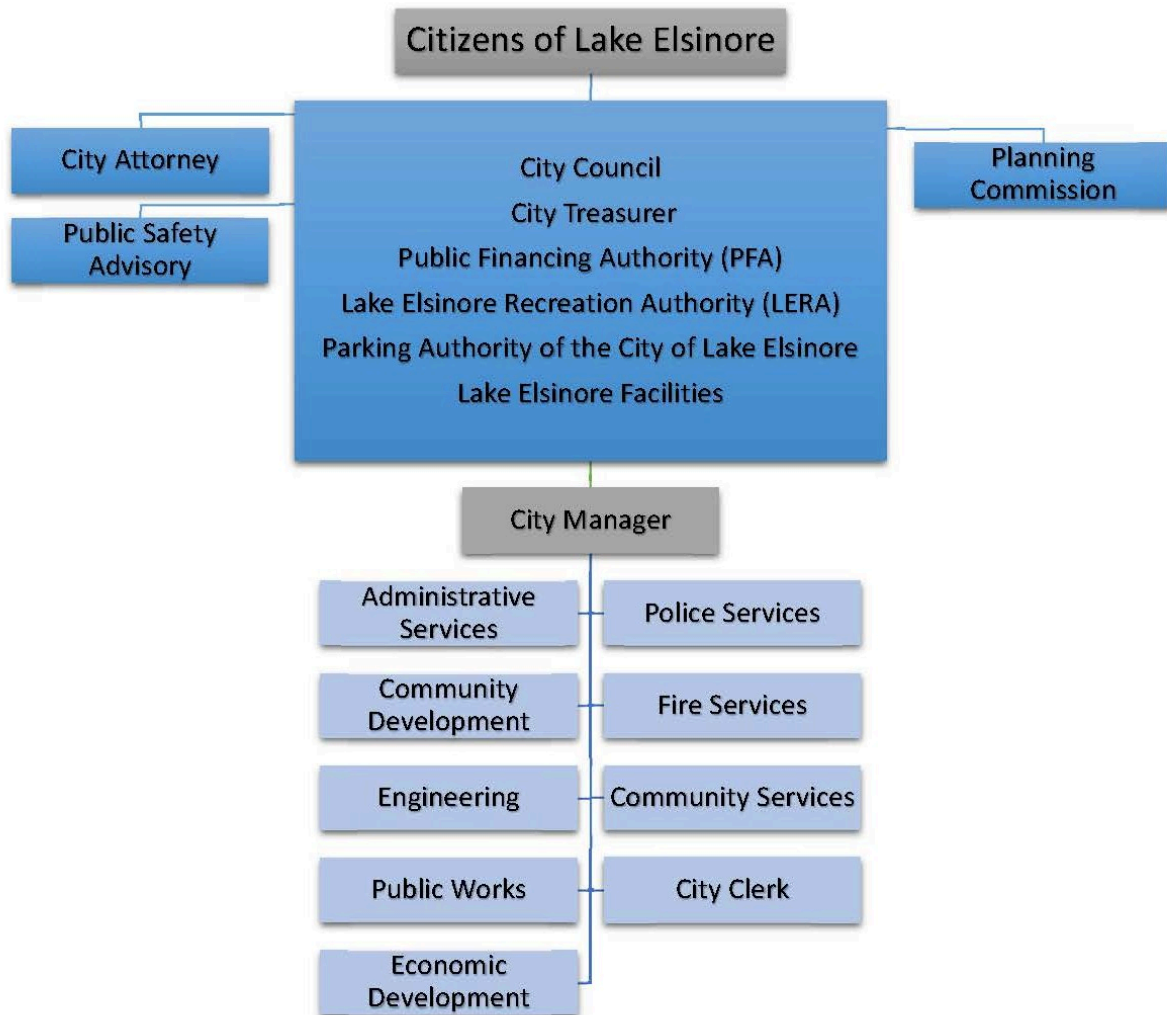 Citizens of Lake Elsinore
City Attorney
Public Safety
Advisory
City Council
City Treasurer
Public Financing Authority (PFA)
Lake Elsinore Recreation Authority (LERA)
Parking Authority of the City of Lake Elsinore
Lake Elsinore Facilities
Planning
Commission
City Manager
Administrative
Services
Police Services
Community
Development
Fire Services
Engineering
Community Services
Public Works
City Clerk
Economic
Development